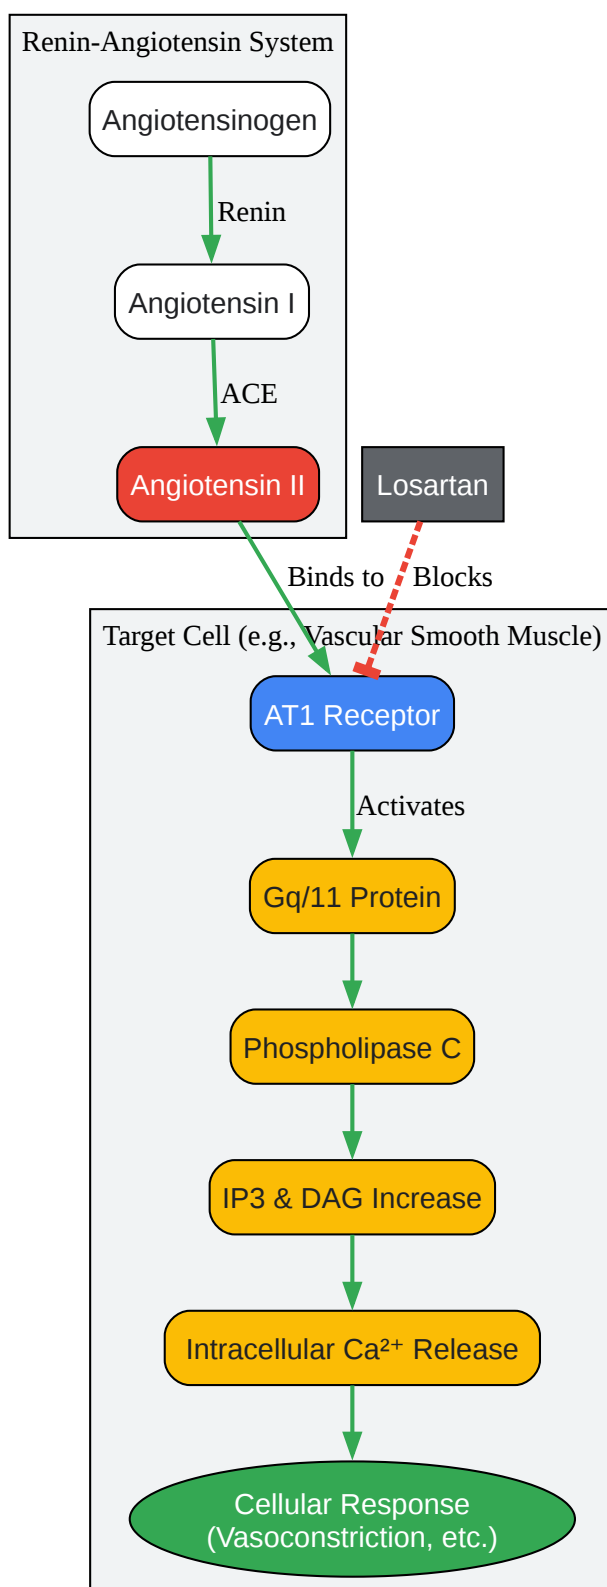 Renin-Angiotensin System
Angiotensinogen
Renin
Angiotensin I
ACE
Angiotensin II
Losartan
Binds to
Blocks
Target Cell (e.g., Vascular Smooth Muscle)
AT1 Receptor
Activates
Gq/11 Protein
Phospholipase C
IP3 & DAG Increase
Intracellular Ca²⁺ Release
Cellular Response
(Vasoconstriction, etc.)